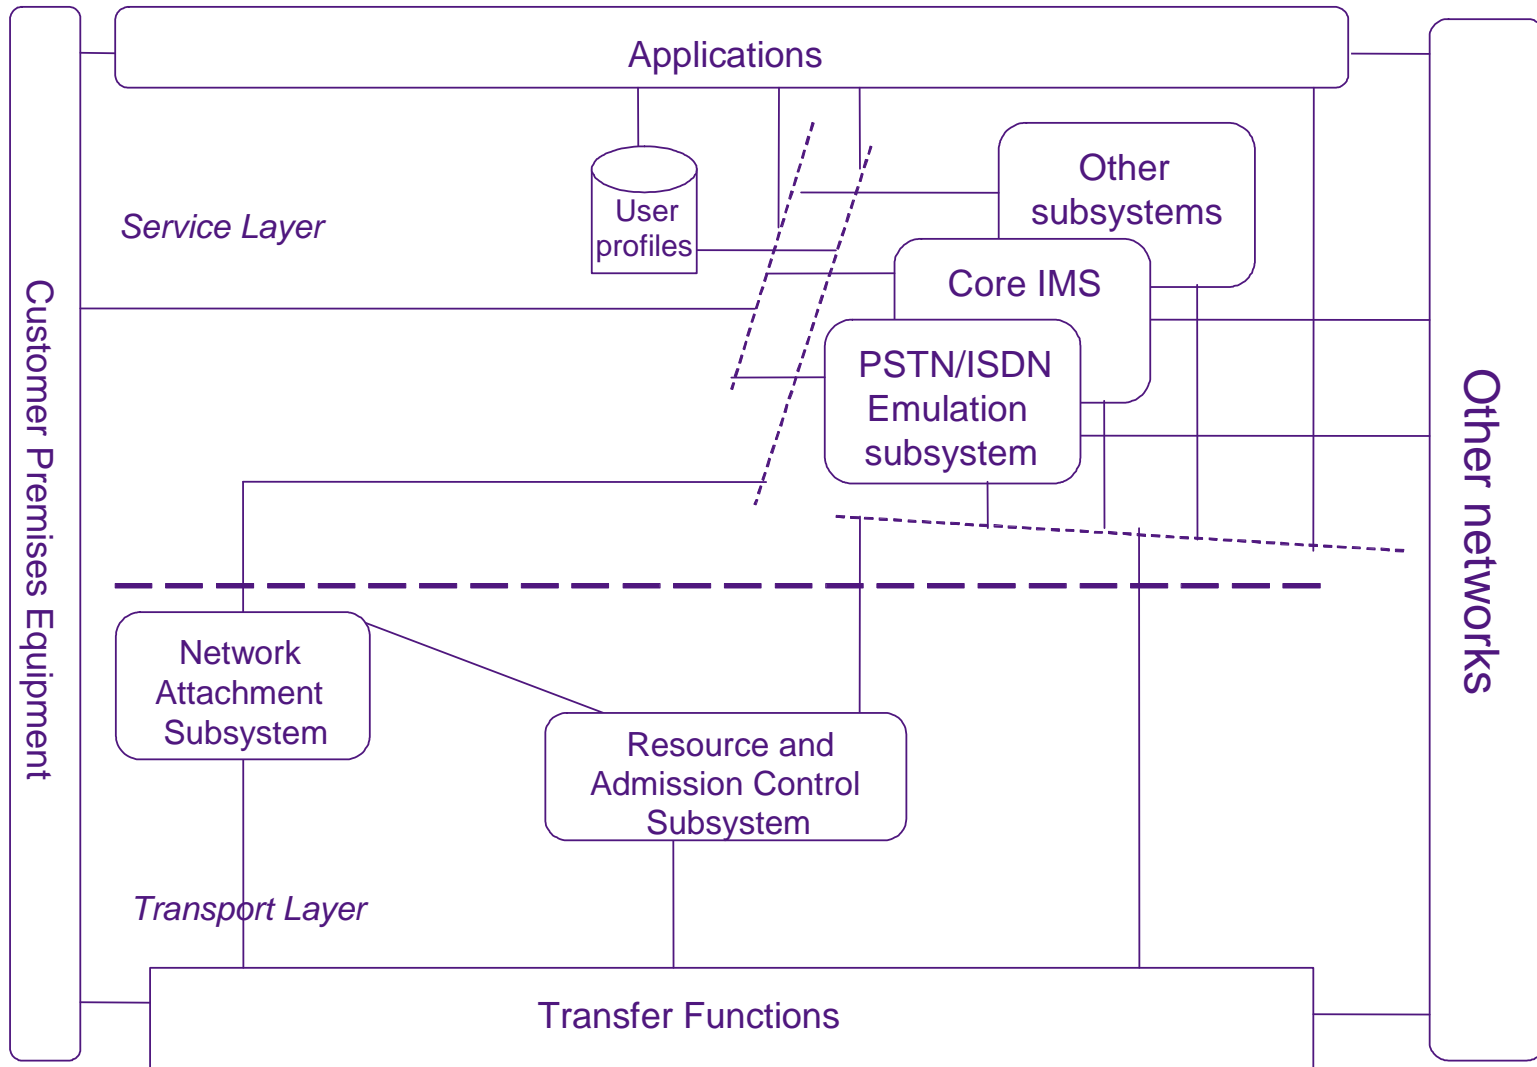 Applications
Other
subsystems
User
profiles
Service Layer
Core IMS
PSTN/ISDN
Emulation
subsystem
Customer Premises Equipment
Other networks
Network
Attachment
Subsystem
Resource and
Admission Control
Subsystem
Transport Layer
Transfer Functions